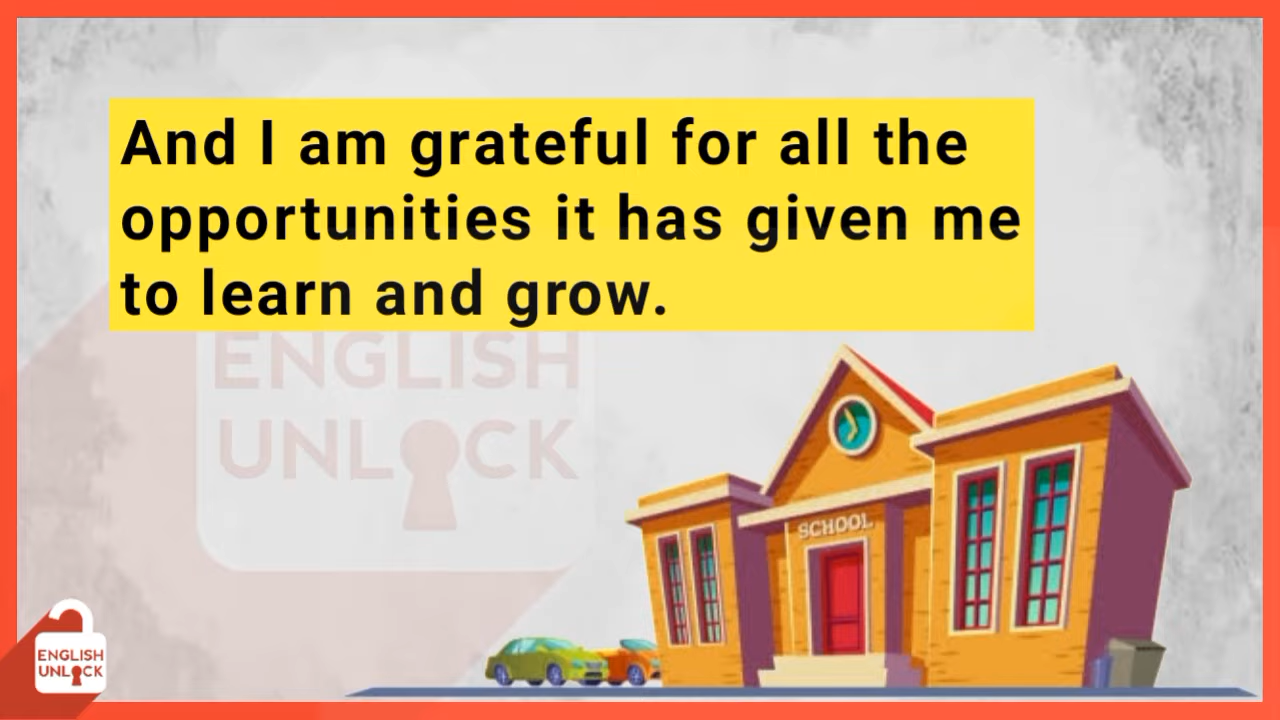 And I am grateful for all the
opportunities it has given me
to learn and grow.
ENGLISH
UNLOCK
SCHOOL
ENGLISH
UNLOCK